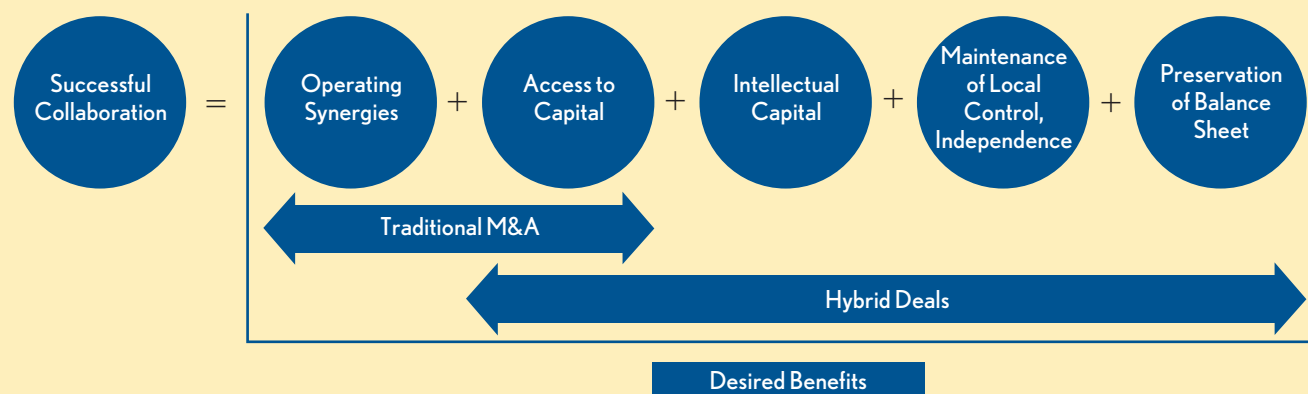 Successful
Collaboration
=
Operating
Synergies
+
Access to
Capital
+
Intellectual
Capital
+
Maintenance
of Local
Control,
Independence
+
Preservation
of Balance
Sheet
Traditional M&A
Hybrid Deals
Desired Benefits